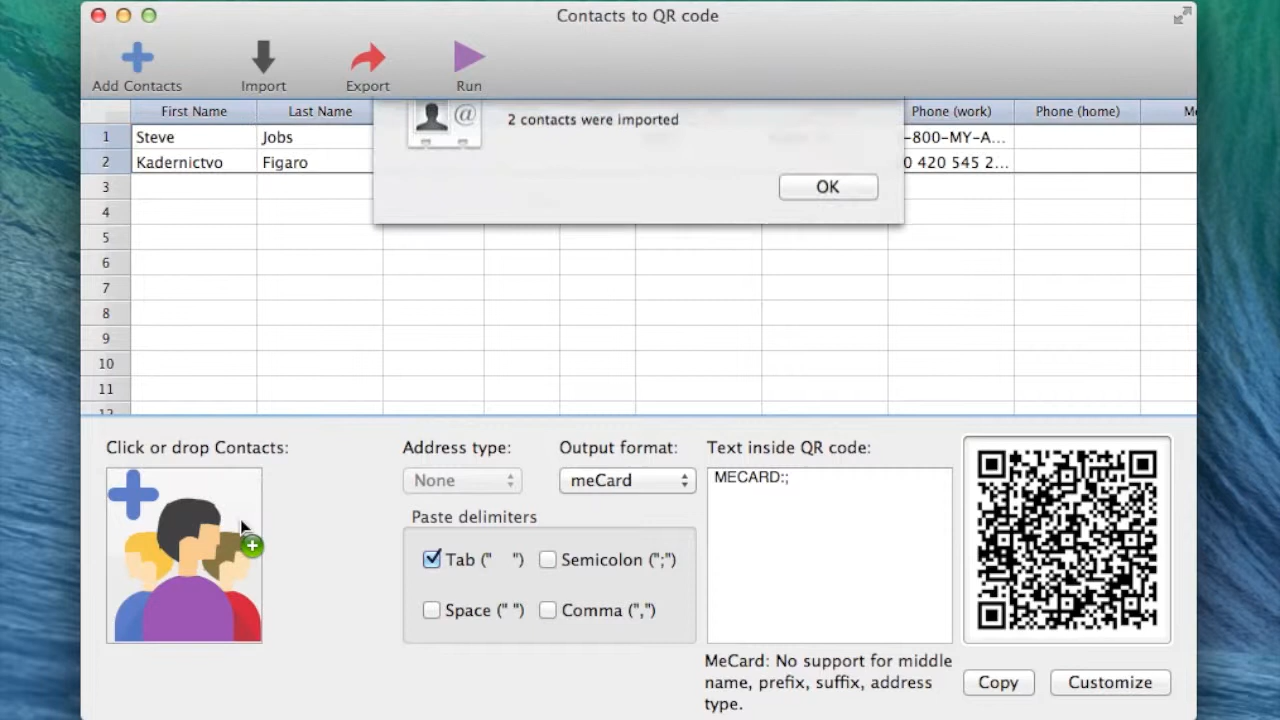 Contacts to QR code
Add Contacts Import Export Run
First Name Last Name Phone (work) Phone (home)
1 Steve Jobs -800-MY-A...
2 Kadernictvo Figaro 0 420 545 2...
@ 2 contacts were imported
OK
3
4
5
6
7
8
9
10
11
12
Click or drop Contacts: Address type: Output format: Text inside QR code:
None meCard MECARD:;
Paste delimiters
Tab (" ") Semicolon (";")
Space (" ") Comma (",")
MeCard: No support for middle
name, prefix, suffix, address
type.
Copy Customize